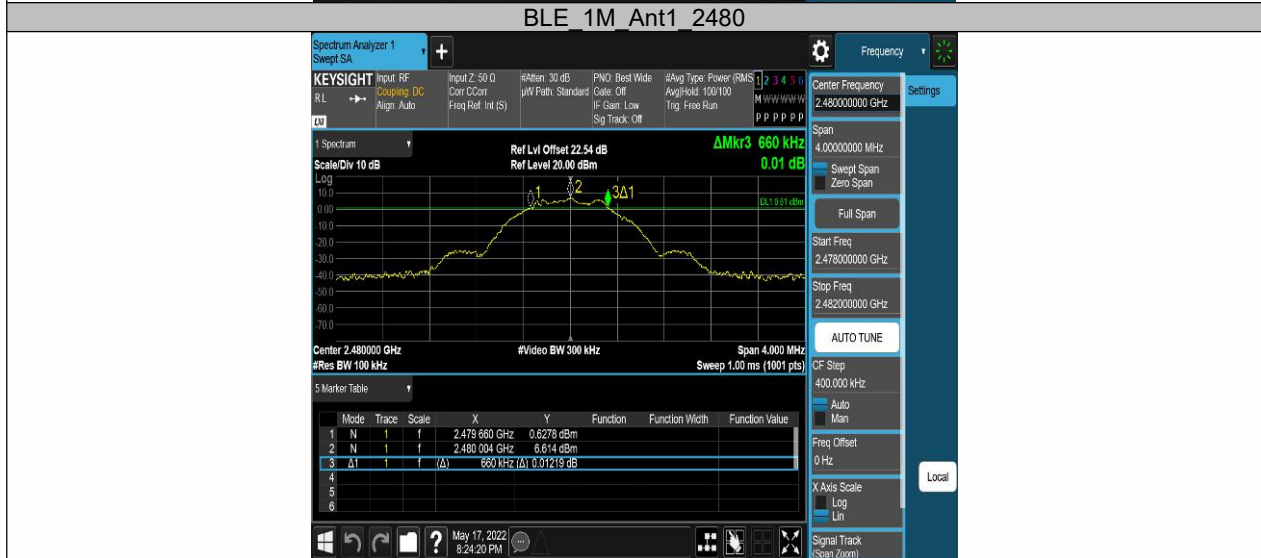 BLE_1M_Ant1_2480
Spectrum Analyzer 1
Swept SA
+
Frequency
KEYSIGHT
RL
Input: RF
Coupling: DC
Align: Auto
Input Z: 50 Ω
Corr CCorr
Freq Ref: Int (S)
#Atten: 30 dB
µW Path: Standard
PNO: Best Wide
Gate: Off
IF Gain: Low
Sig Track: Off
#Avg Type: Power (RMS
Avg|Hold: 100/100
Trig: Free Run
1 2 3 4 5 6
M W W W W W
P P P P P P
1 Spectrum
Scale/Div 10 dB
Ref Lvl Offset 22.54 dB
Ref Level 20.00 dBm
ΔMkr3 660 kHz
0.01 dB
Log
10.0
0.00
-10.0
-20.0
-30.0
-40.0
-50.0
-60.0
-70.0
1
2
3Δ1
DL1 0.61 dBm
Center 2.480000 GHz
#Res BW 100 kHz
#Video BW 300 kHz
Span 4.000 MHz
Sweep 1.00 ms (1001 pts)
5 Marker Table
Mode Trace Scale X Y Function Function Width Function Value
1 N 1 f 2.479 660 GHz 0.6278 dBm
2 N 1 f 2.480 004 GHz 6.614 dBm
3 Δ1 1 f (Δ) 660 kHz (Δ) 0.01219 dB
4
5
6
May 17, 2022
8:24:20 PM
Center Frequency
2.480000000 GHz
Settings
Span
4.00000000 MHz
Swept Span
Zero Span
Full Span
Start Freq
2.478000000 GHz
Stop Freq
2.482000000 GHz
AUTO TUNE
CF Step
400.000 kHz
Auto
Man
Freq Offset
0 Hz
X Axis Scale
Log
Lin
Signal Track
(Span Zoom)
Local